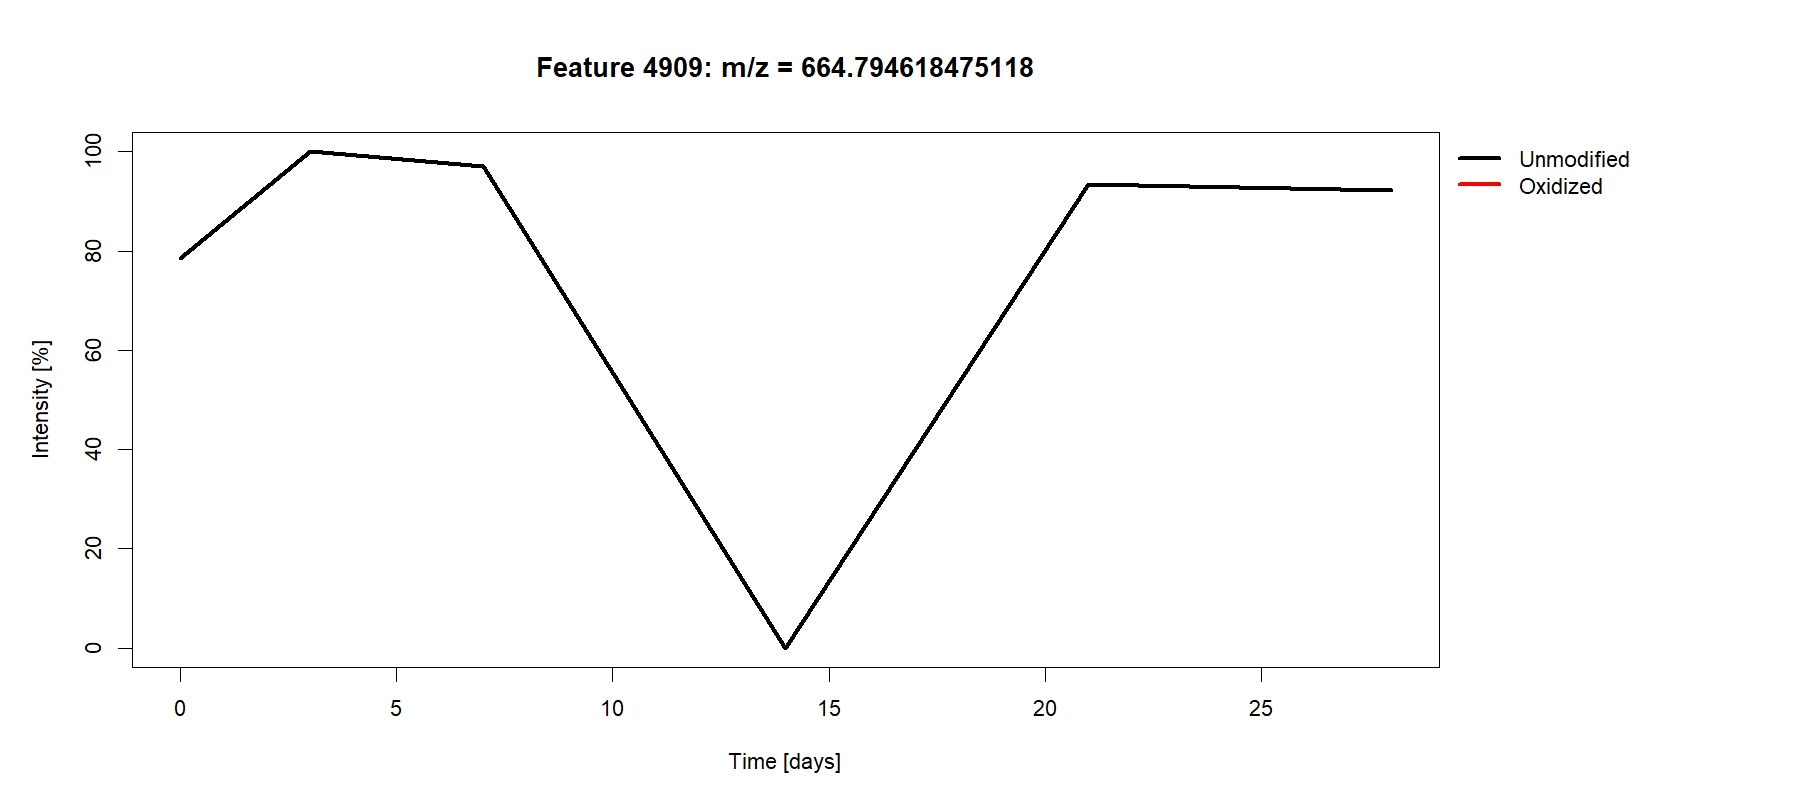 Feature 4909: m/z = 664.794618475118
Unmodified
Oxidized
Intensity [%]
100
80
60
40
20
0
0 5 10 15 20 25
Time [days]